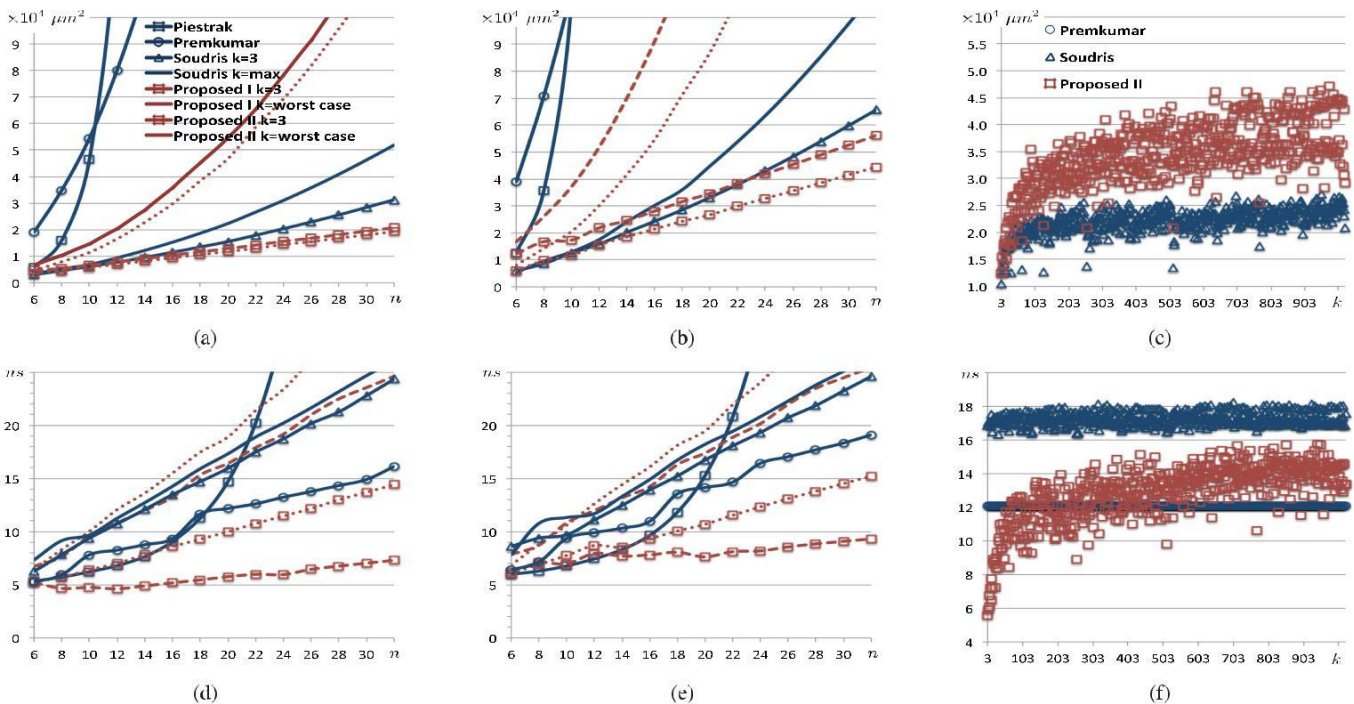 ×10⁴ μm²
9
8
7
6
5
4
3
2
1
0
6 8 10 12 14 16 18 20 22 24 26 28 30 n
Piestrak
Premkumar
Soudris k=3
Soudris k=max
Proposed I k=3
Proposed I k=worst case
Proposed II k=3
Proposed II k=worst case
(a)
×10⁴ μm²
9
8
7
6
5
4
3
2
1
0
6 8 10 12 14 16 18 20 22 24 26 28 30 n
(b)
×10⁴ μm²
5.0
4.5
4.0
3.5
3.0
2.5
2.0
1.5
1.0
3 103 203 303 403 503 603 703 803 903 k
Premkumar
Soudris
Proposed II
(c)
ns
20
15
10
5
0
6 8 10 12 14 16 18 20 22 24 26 28 30 n
(d)
ns
20
15
10
5
0
6 8 10 12 14 16 18 20 22 24 26 28 30 n
(e)
ns
18
16
14
12
10
8
6
4
3 103 203 303 403 503 603 703 803 903 k
(f)